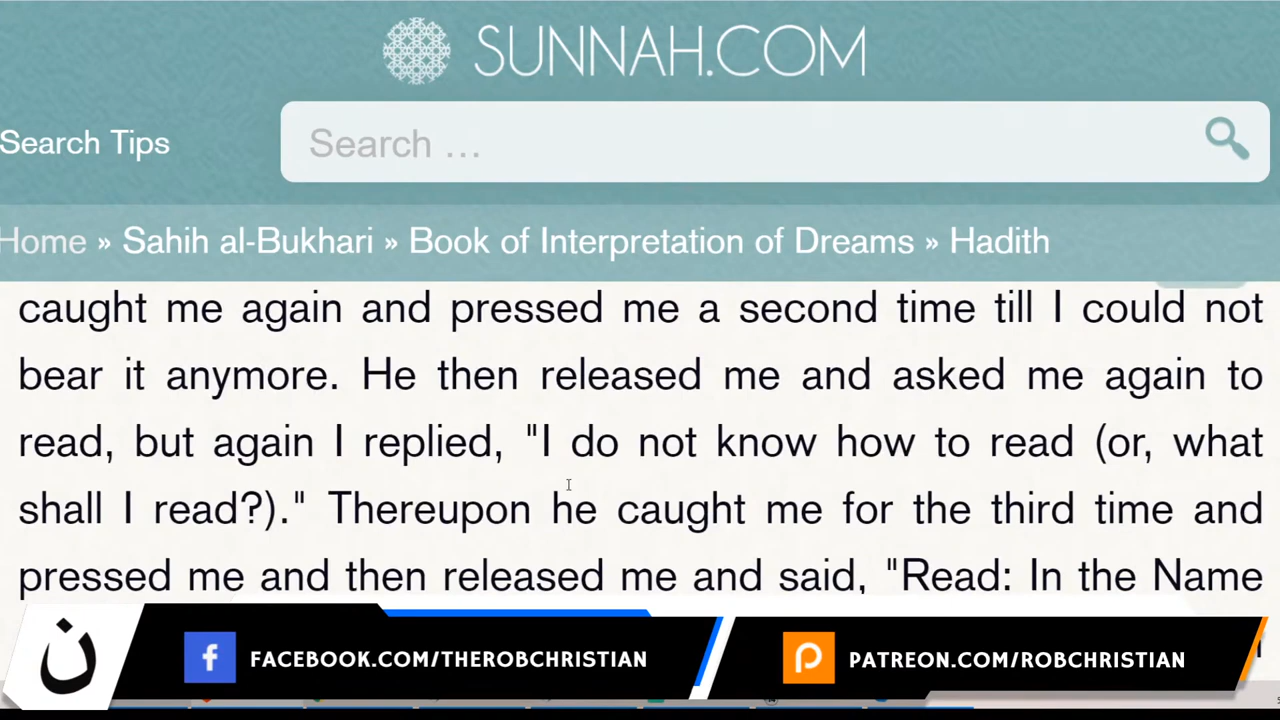 SUNNAH.COM
Search Tips
Search ...
Home » Sahih al-Bukhari » Book of Interpretation of Dreams » Hadith
caught me again and pressed me a second time till I could not
bear it anymore. He then released me and asked me again to
read, but again I replied, "I do not know how to read (or, what
shall I read?)." Thereupon he caught me for the third time and
pressed me and then released me and said, "Read: In the Name
ن
f FACEBOOK.COM/THEROBCHRISTIAN
PATREON.COM/ROBCHRISTIAN